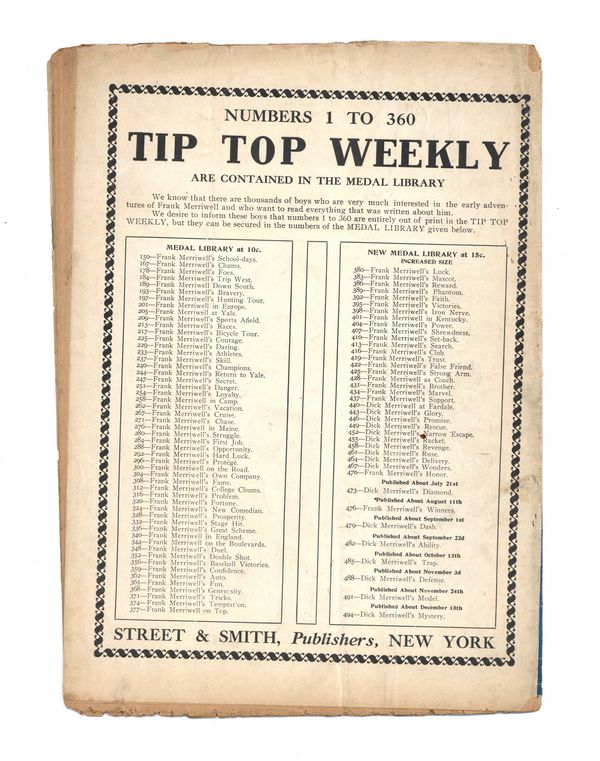 NUMBERS 1 TO 360
TIP TOP WEEKLY
ARE CONTAINED IN THE MEDAL LIBRARY
We know that there are thousands of boys who are very much interested in the early adven-
tures of Frank Merriwell and who want to read everything that was written about him.
We desire to inform these boys that numbers 1 to 360 are entirely out of print in the TIP TOP
WEEKLY, but they can be secured in the numbers of the MEDAL LIBRARY given below.
MEDAL LIBRARY at 10c.
150—Frank Merriwell's School-days.
167—Frank Merriwell's Chums.
178—Frank Merriwell's Foes.
184—Frank Merriwell's Trip West.
189—Frank Merriwell Down South.
193—Frank Merriwell's Bravery.
197—Frank Merriwell's Hunting Tour.
201—Frank Merriwell in Europe.
205—Frank Merriwell at Yale.
209—Frank Merriwell's Sports Afield.
213—Frank Merriwell's Races.
217—Frank Merriwell's Bicycle Tour.
225—Frank Merriwell's Courage.
229—Frank Merriwell's Daring.
233—Frank Merriwell's Athletes.
237—Frank Merriwell's Skill.
240—Frank Merriwell's Champions.
244—Frank Merriwell's Return to Yale.
247—Frank Merriwell's Secret.
251—Frank Merriwell's Danger.
254—Frank Merriwell's Loyalty.
258—Frank Merriwell in Camp.
262—Frank Merriwell's Vacation.
267—Frank Merriwell's Cruise.
271—Frank Merriwell's Chase.
276—Frank Merriwell in Maine.
280—Frank Merriwell's Struggle.
284—Frank Merriwell's First Job.
288—Frank Merriwell's Opportunity.
292—Frank Merriwell's Hard Luck.
296—Frank Merriwell's Protégé.
300—Frank Merriwell on the Road.
304—Frank Merriwell's Own Company.
308—Frank Merriwell's Fame.
312—Frank Merriwell's College Chums.
316—Frank Merriwell's Problem.
320—Frank Merriwell's Fortune.
324—Frank Merriwell's New Comedian.
328—Frank Merriwell's Prosperity.
332—Frank Merriwell's Stage Hit.
336—Frank Merriwell's Great Scheme.
340—Frank Merriwell in England.
344—Frank Merriwell on the Boulevards.
348—Frank Merriwell's Duel.
352—Frank Merriwell's Double Shot.
356—Frank Merriwell's Baseball Victories.
359—Frank Merriwell's Confidence.
362—Frank Merriwell's Auto.
365—Frank Merriwell's Fun.
368—Frank Merriwell's Generosity.
371—Frank Merriwell's Tricks.
374—Frank Merriwell's Temptation.
377—Frank Merriwell on Top.
NEW MEDAL LIBRARY at 15c.
INCREASED SIZE
380—Frank Merriwell's Luck.
383—Frank Merriwell's Mascot.
386—Frank Merriwell's Reward.
389—Frank Merriwell's Phantom.
392—Frank Merriwell's Faith.
395—Frank Merriwell's Victories.
398—Frank Merriwell's Iron Nerve.
401—Frank Merriwell in Kentucky.
404—Frank Merriwell's Power.
407—Frank Merriwell's Shrewdness.
410—Frank Merriwell's Set-back.
413—Frank Merriwell's Search.
416—Frank Merriwell's Club.
419—Frank Merriwell's Trust.
422—Frank Merriwell's False Friend.
425—Frank Merriwell's Strong Arm.
428—Frank Merriwell as Coach.
431—Frank Merriwell's Brother.
434—Frank Merriwell's Marvel.
437—Frank Merriwell's Support.
440—Dick Merriwell at Fardale.
443—Dick Merriwell's Glory.
446—Dick Merriwell's Promise.
449—Dick Merriwell's Rescue.
452—Dick Merriwell's Narrow Escape.
455—Dick Merriwell's Racket.
458—Dick Merriwell's Revenge.
461—Dick Merriwell's Ruse.
464—Dick Merriwell's Delivery.
467—Dick Merriwell's Wonders.
470—Frank Merriwell's Honor.
Published About July 21st
473—Dick Merriwell's Diamond.
Published About August 11th
476—Frank Merriwell's Winners.
Published About September 1st
479—Dick Merriwell's Dash.
Published About September 22d
482—Dick Merriwell's Ability.
Published About October 13th
485—Dick Merriwell's Trap.
Published About November 3d
488—Dick Merriwell's Defense.
Published About November 24th
491—Dick Merriwell's Model.
Published About December 15th
494—Dick Merriwell's Mystery.
STREET & SMITH, Publishers, NEW YORK